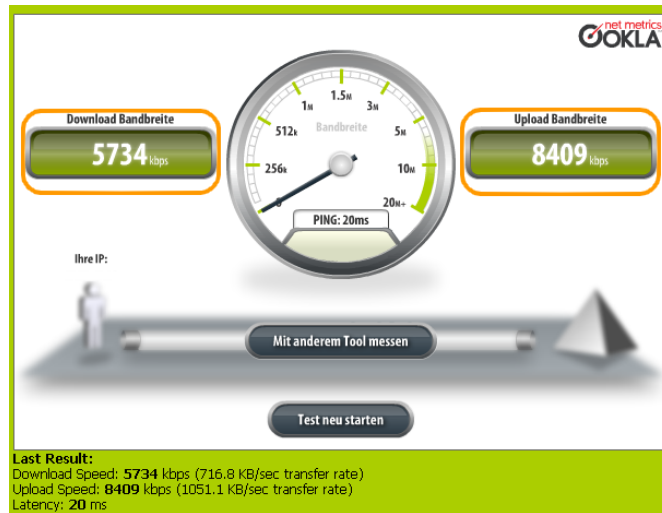 net metrics
OOKLA
Download Bandbreite
5734 kbps
Upload Bandbreite
8409 kbps
Bandbreite
256k
512k
1M
1.5M
3M
5M
10M
20M+
PING: 20ms
Ihre IP:
Mit anderem Tool messen
Test neu starten
Last Result:
Download Speed: 5734 kbps (716.8 KB/sec transfer rate)
Upload Speed: 8409 kbps (1051.1 KB/sec transfer rate)
Latency: 20 ms